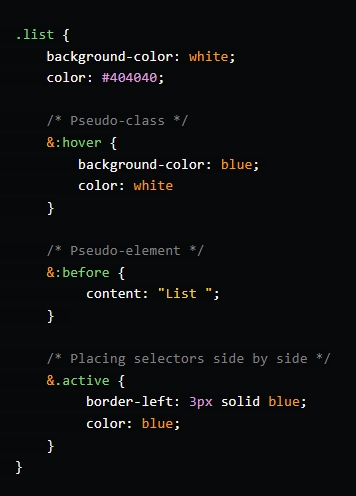 .list {
    background-color: white;
    color: #404040;

    /* Pseudo-class */
    &:hover {
        background-color: blue;
        color: white
    }

    /* Pseudo-element */
    &:before {
         content: "List ";
    }

    /* Placing selectors side by side */
    &.active {
         border-left: 3px solid blue;
         color: blue;
    }
}